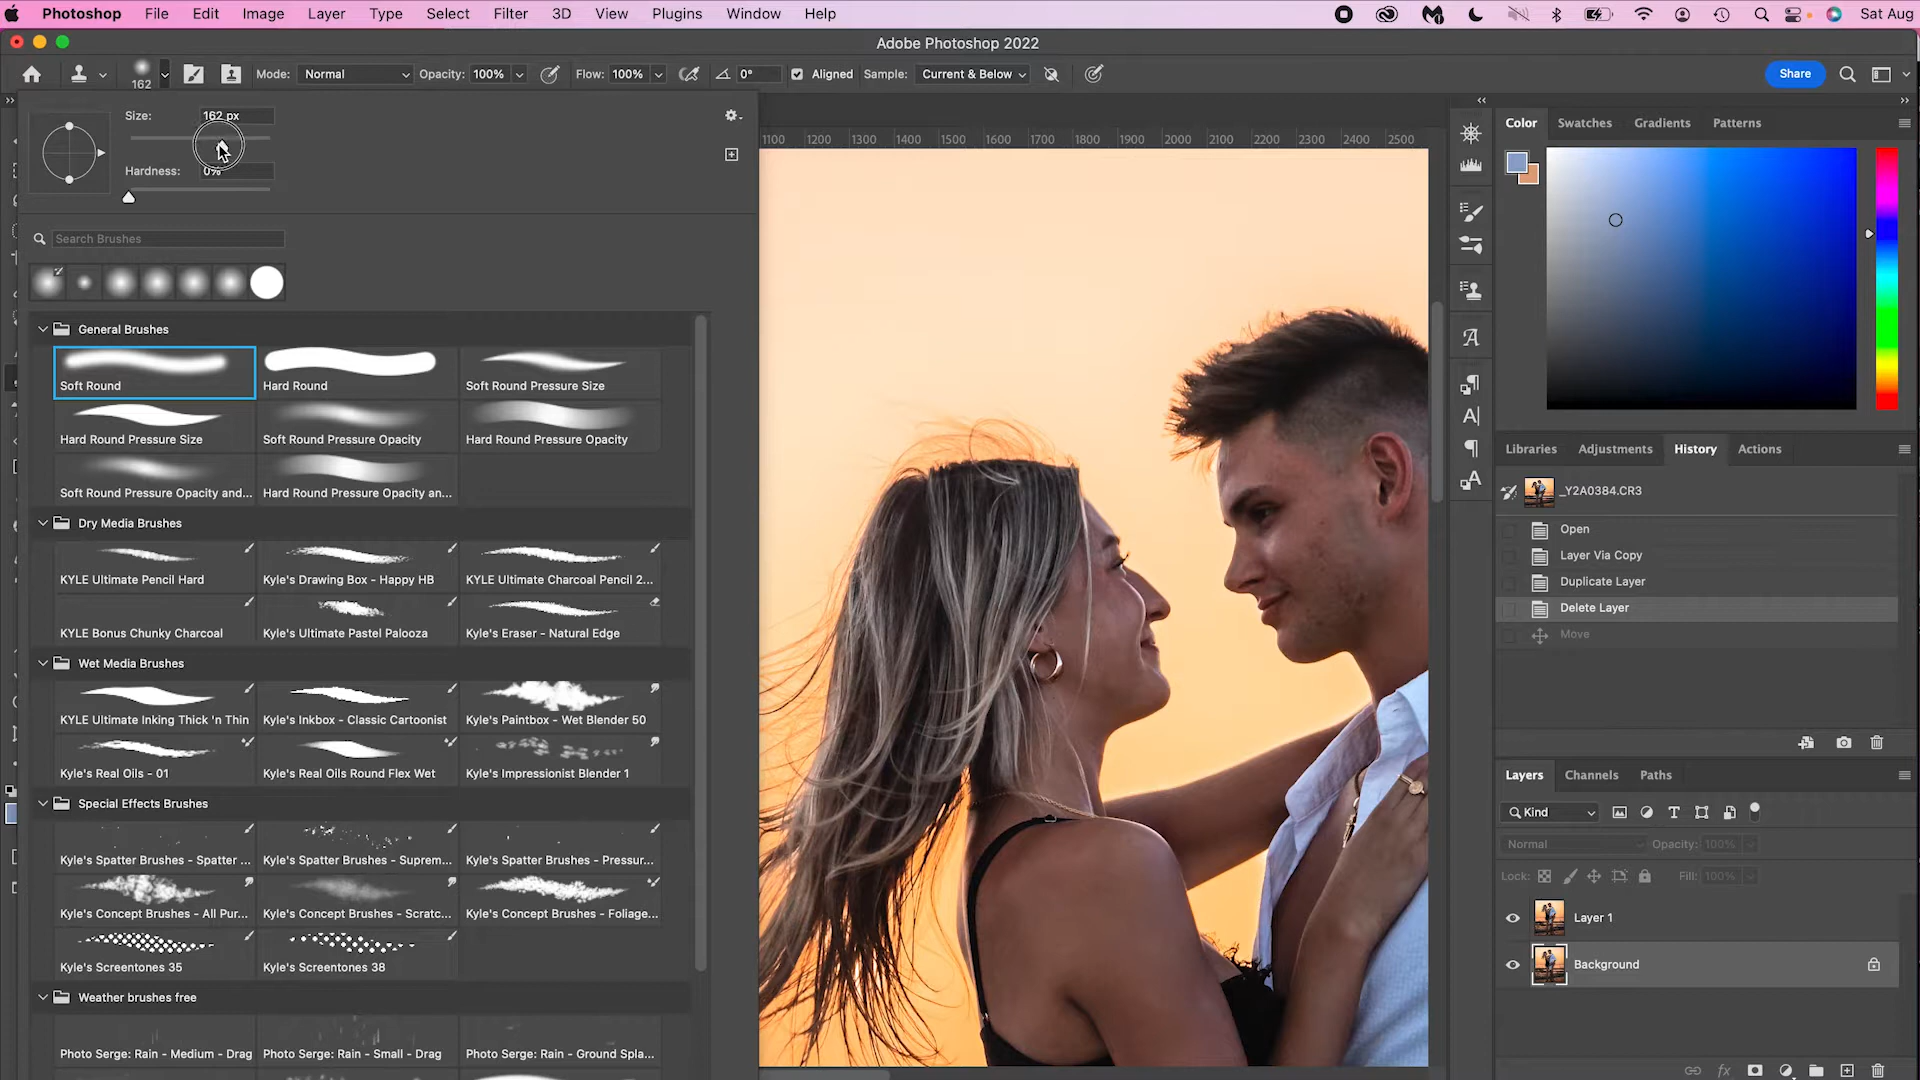 Photoshop File Edit Image Layer Type Select Filter 3D View Plugins Window Help Sat Aug
Adobe Photoshop 2022
162 Mode: Normal Opacity: 100% Flow: 100% 0° Aligned Sample: Current & Below Share
Size: 162 px
Hardness: 0%
Search Brushes
1100 1200 1300 1400 1500 1600 1700 1800 1900 2000 2100 2200 2300 2400 2500
General Brushes
Soft Round Hard Round Soft Round Pressure Size
Hard Round Pressure Size Soft Round Pressure Opacity Hard Round Pressure Opacity
Soft Round Pressure Opacity and... Hard Round Pressure Opacity an...
Dry Media Brushes
KYLE Ultimate Pencil Hard Kyle's Drawing Box - Happy HB KYLE Ultimate Charcoal Pencil 2...
KYLE Bonus Chunky Charcoal Kyle's Ultimate Pastel Palooza Kyle's Eraser - Natural Edge
Wet Media Brushes
KYLE Ultimate Inking Thick 'n Thin Kyle's Inkbox - Classic Cartoonist Kyle's Paintbox - Wet Blender 50
Kyle's Real Oils - 01 Kyle's Real Oils Round Flex Wet Kyle's Impressionist Blender 1
Special Effects Brushes
Kyle's Spatter Brushes - Spatter ... Kyle's Spatter Brushes - Suprem... Kyle's Spatter Brushes - Pressur...
Kyle's Concept Brushes - All Pur... Kyle's Concept Brushes - Scratc... Kyle's Concept Brushes - Foliage...
Kyle's Screentones 35 Kyle's Screentones 38
Weather brushes free
Photo Serge: Rain - Medium - Drag Photo Serge: Rain - Small - Drag Photo Serge: Rain - Ground Spla...
Color Swatches Gradients Patterns
Libraries Adjustments History Actions
_Y2A0384.CR3
Open
Layer Via Copy
Duplicate Layer
Delete Layer
Move
Layers Channels Paths
Kind
Normal Opacity: 100%
Lock: Fill: 100%
Layer 1
Background
fx